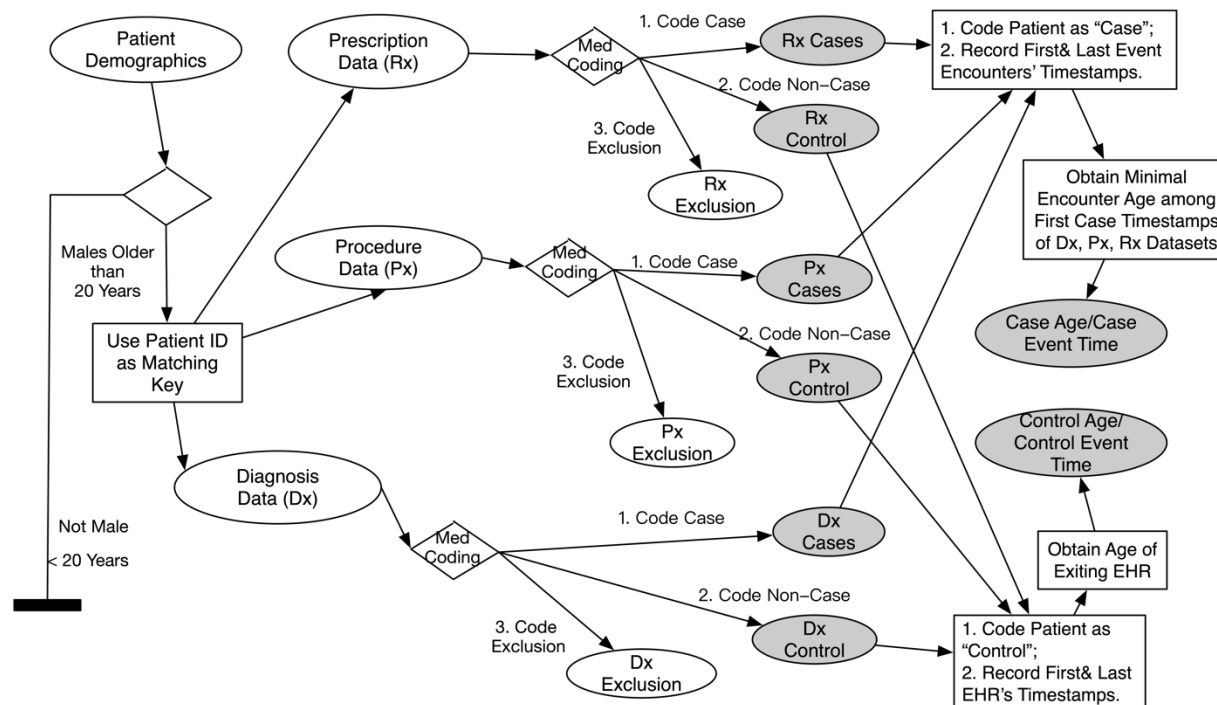 Patient
Demographics
Males Older
than
20 Years
Not Male
< 20 Years
Use Patient ID
as Matching
Key
Prescription
Data (Rx)
Med
Coding
1. Code Case
Rx Cases
2. Code Non-Case
Rx
Control
3. Code
Exclusion
Rx
Exclusion
Procedure
Data (Px)
Med
Coding
1. Code Case
Px
Cases
2. Code Non-Case
Px
Control
3. Code
Exclusion
Px
Exclusion
Diagnosis
Data (Dx)
Med
Coding
1. Code Case
Dx
Cases
2. Code Non-Case
Dx
Control
3. Code
Exclusion
Dx
Exclusion
1. Code Patient as “Case”;
2. Record First& Last Event
Encounters’ Timestamps.
Obtain Minimal
Encounter Age among
First Case Timestamps
of Dx, Px, Rx Datasets
Case Age/Case
Event Time
Control Age/
Control Event
Time
Obtain Age of
Exiting EHR
1. Code Patient as
“Control”;
2. Record First& Last
EHR’s Timestamps.